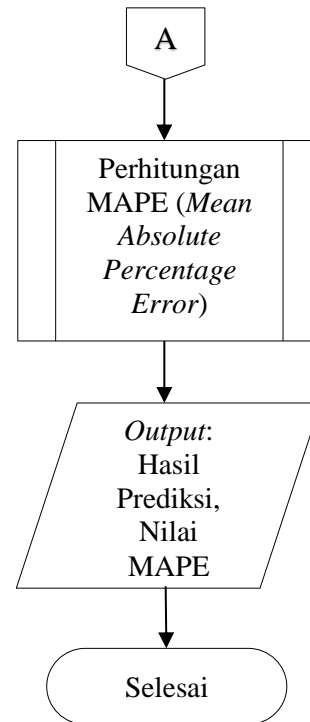 A
Perhitungan
MAPE (Mean
Absolute
Percentage
Error)
Output:
Hasil
Prediksi,
Nilai
MAPE
Selesai